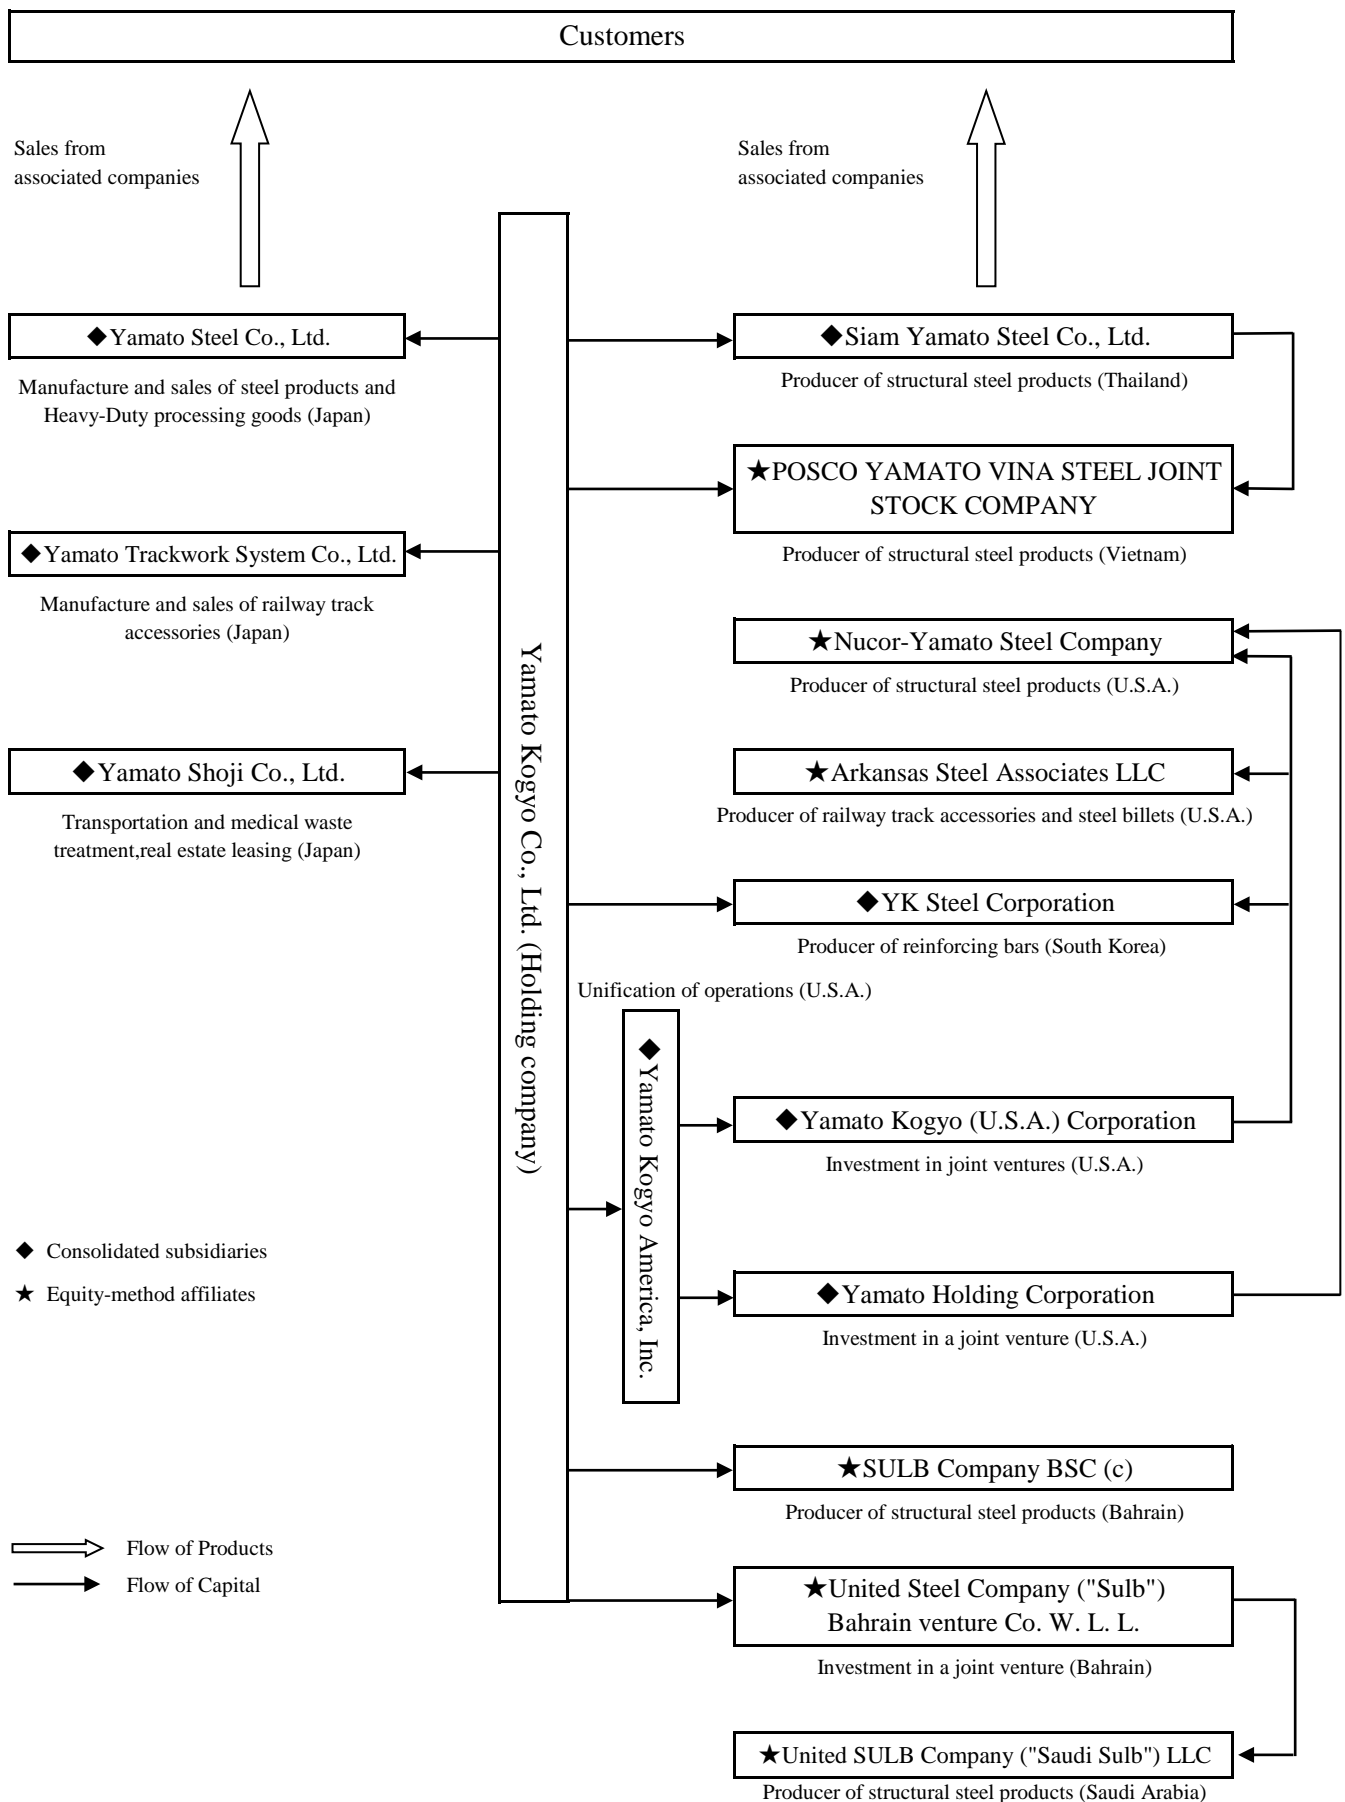 Customers
Sales from
associated companies
Sales from
associated companies
◆Yamato Steel Co., Ltd.
Manufacture and sales of steel products and
Heavy-Duty processing goods (Japan)
◆Yamato Trackwork System Co., Ltd.
Manufacture and sales of railway track
accessories (Japan)
◆Yamato Shoji Co., Ltd.
Transportation and medical waste
treatment,real estate leasing (Japan)
Yamato Kogyo Co., Ltd. (Holding company)
◆Siam Yamato Steel Co., Ltd.
Producer of structural steel products (Thailand)
★POSCO YAMATO VINA STEEL JOINT
STOCK COMPANY
Producer of structural steel products (Vietnam)
★Nucor-Yamato Steel Company
Producer of structural steel products (U.S.A.)
★Arkansas Steel Associates LLC
Producer of railway track accessories and steel billets (U.S.A.)
◆YK Steel Corporation
Producer of reinforcing bars (South Korea)
Unification of operations (U.S.A.)
◆Yamato Kogyo America, Inc.
◆Yamato Kogyo (U.S.A.) Corporation
Investment in joint ventures (U.S.A.)
◆Yamato Holding Corporation
Investment in a joint venture (U.S.A.)
★SULB Company BSC (c)
Producer of structural steel products (Bahrain)
★United Steel Company ("Sulb")
Bahrain venture Co. W. L. L.
Investment in a joint venture (Bahrain)
★United SULB Company ("Saudi Sulb") LLC
Producer of structural steel products (Saudi Arabia)
◆ Consolidated subsidiaries
★ Equity-method affiliates
Flow of Products
Flow of Capital